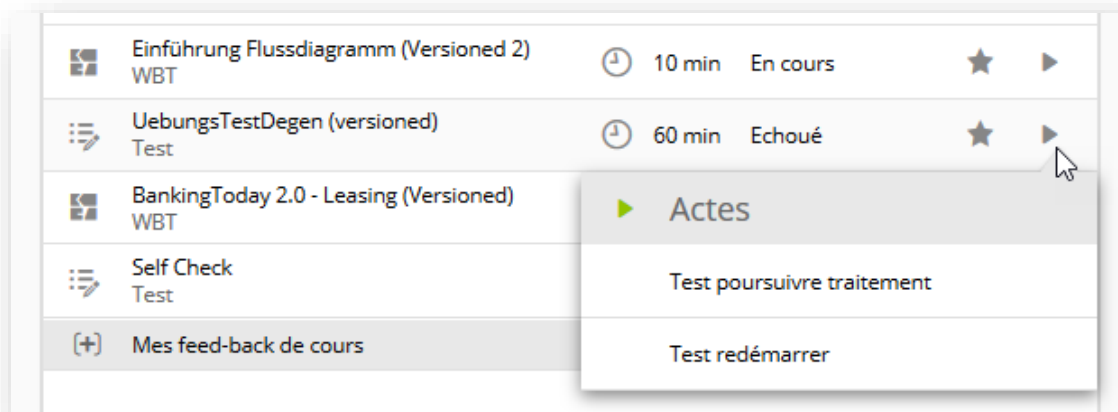 Einführung Flussdiagramm (Versioned 2)
WBT
10 min En cours
UebungsTestDegen (versioned)
Test
60 min Echoué
BankingToday 2.0 - Leasing (Versioned)
WBT
Actes
Self Check
Test
Test poursuivre traitement
Mes feed-back de cours
Test redémarrer